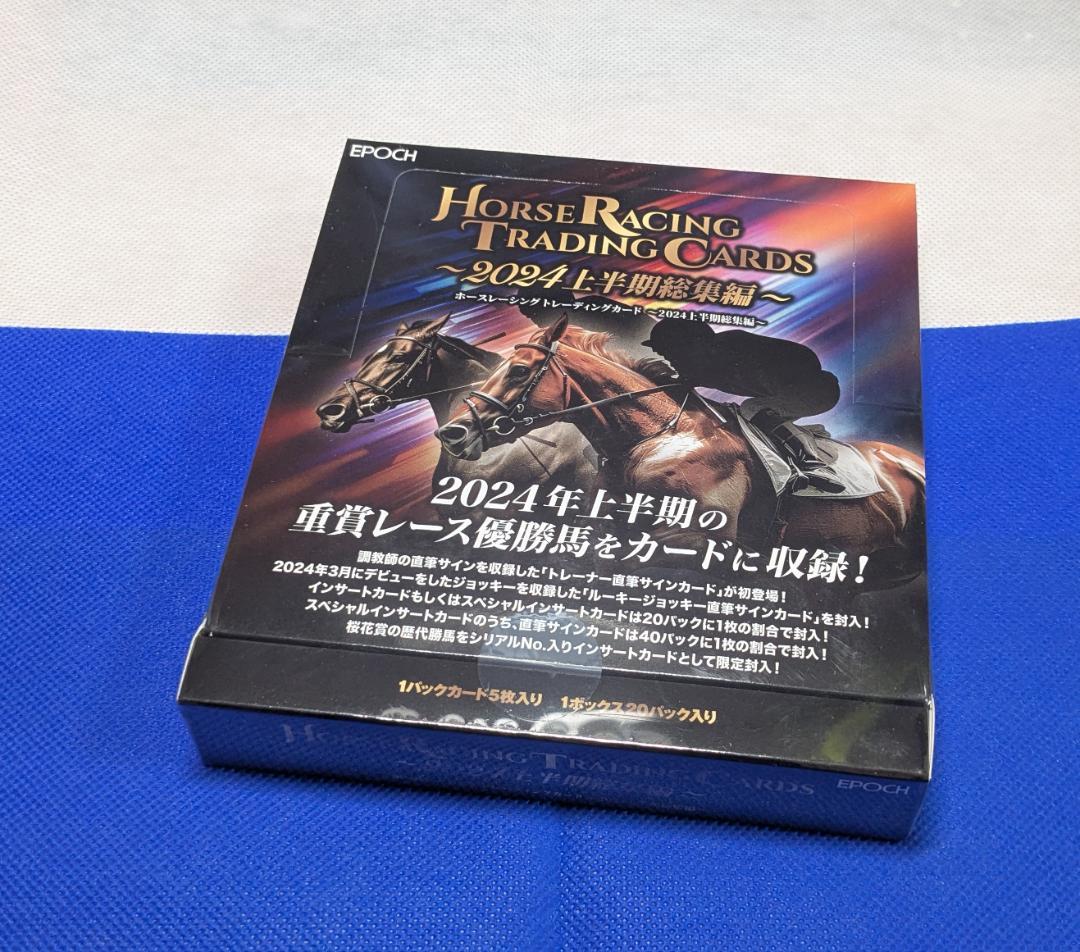 EPOCH
HORSE RACING
TRADING CARDS
～2024上半期総集編～
ホースレーシングトレーディングカード ～2024上半期総集編～
2024年上半期の
重賞レース優勝馬をカードに収録！
調教師の直筆サインを収録した「トレーナー直筆サインカード」が初登場！
2024年3月にデビューをしたジョッキーを収録した「ルーキージョッキー直筆サインカード」を封入！
インサートカードもしくはスペシャルインサートカードは20パックに1枚の割合で封入！
スペシャルインサートカードのうち、直筆サインカードは40パックに1枚の割合で封入！
桜花賞の歴代勝馬をシリアルNo.入りインサートカードとして限定封入！
1パックカード5枚入り 1ボックス20パック入り
HORSE RACING TRADING CARDS
～2024上半期総集編～
EPOCH